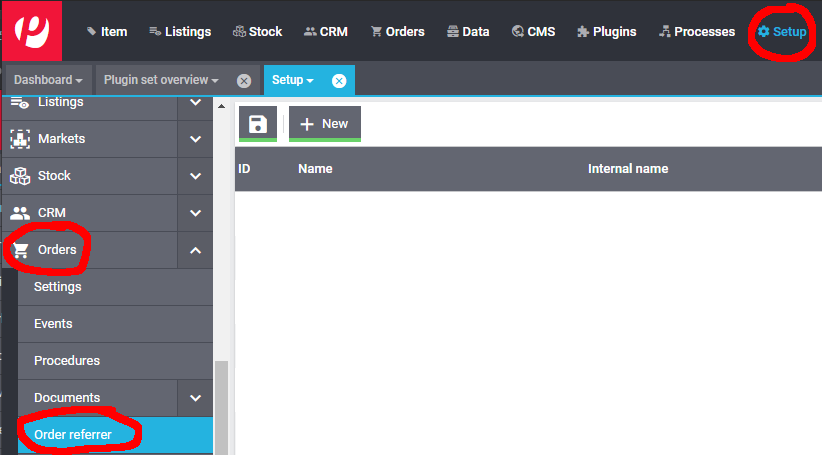 Item Listings Stock CRM Orders Data CMS Plugins Processes Setup
Dashboard Plugin set overview Setup
Listings
Markets
Stock
CRM
Orders
Settings
Events
Procedures
Documents
Order referrer
New
ID Name Internal name